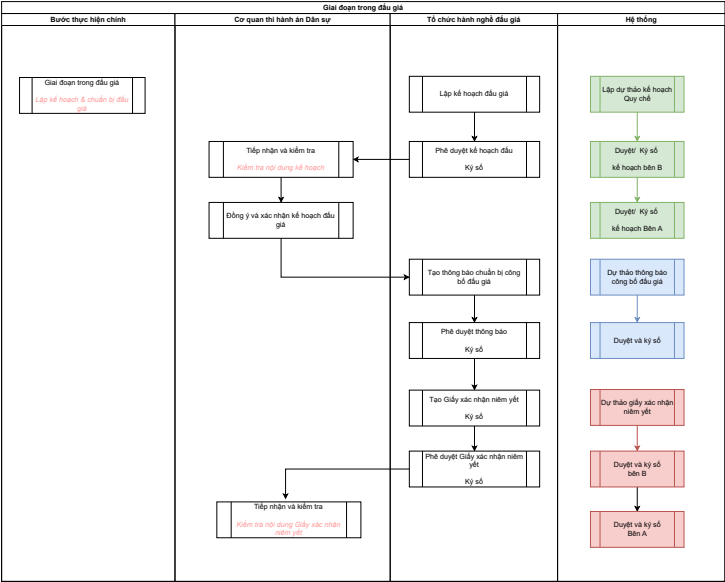 Giai đoạn trong đấu giá
Bước thực hiện chính
Cơ quan thi hành án Dân sự
Tổ chức hành nghề đấu giá
Hệ thống
Giai đoạn trong đấu giá
Lập kế hoạch & chuẩn bị đấu
giá
Lập kế hoạch đấu giá
Lập dự thảo kế hoạch
Quy chế
Tiếp nhận và kiểm tra
Kiểm tra nội dung kế hoạch
Phê duyệt kế hoạch đấu
Ký số
Duyệt/ Ký số
kế hoạch bên B
Đồng ý và xác nhận kế hoạch đấu
giá
Duyệt/ Ký số
kế hoạch Bên A
Tạo thông báo chuẩn bị công
bố đấu giá
Dự thảo thông báo
công bố đấu giá
Phê duyệt thông báo
Ký số
Duyệt và ký số
Tạo Giấy xác nhận niêm yết
Ký số
Dự thảo giấy xác nhận
niêm yết
Phê duyệt Giấy xác nhận niêm
yết
Ký số
Duyệt và ký số
bên B
Tiếp nhận và kiểm tra
Kiểm tra nội dung Giấy xác nhận
niêm yết
Duyệt và ký số
Bên A